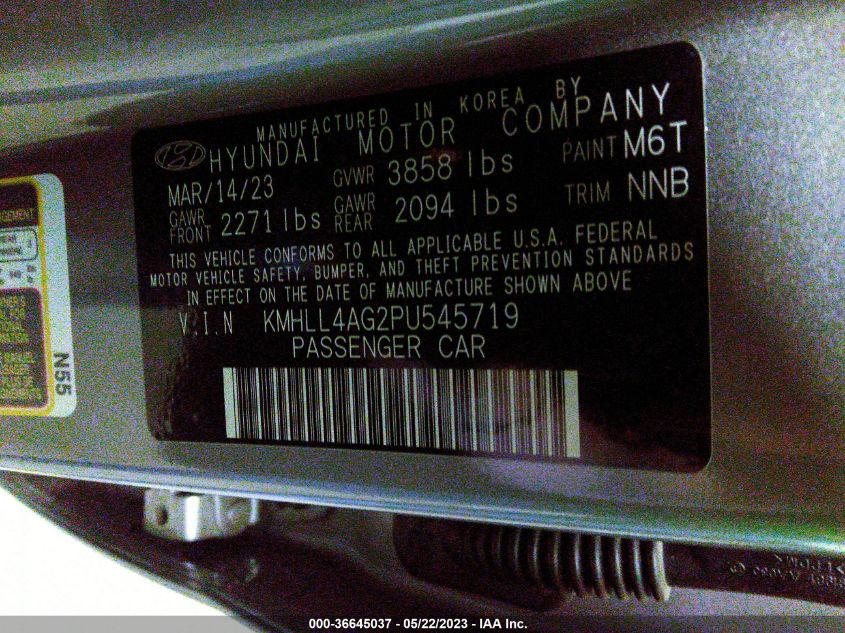 MANUFACTURED IN KOREA BY
HYUNDAI MOTOR COMPANY
MAR/14/23 GVWR 3858 lbs PAINT M6T
GAWR FRONT 2271 lbs GAWR REAR 2094 lbs TRIM NNB
THIS VEHICLE CONFORMS TO ALL APPLICABLE U.S.A. FEDERAL
MOTOR VEHICLE SAFETY, BUMPER, AND THEFT PREVENTION STANDARDS
IN EFFECT ON THE DATE OF MANUFACTURE SHOWN ABOVE
V.I.N KMHLL4AG2PU545719
PASSENGER CAR
N55
000-36645037 - 05/22/2023 - IAA Inc.